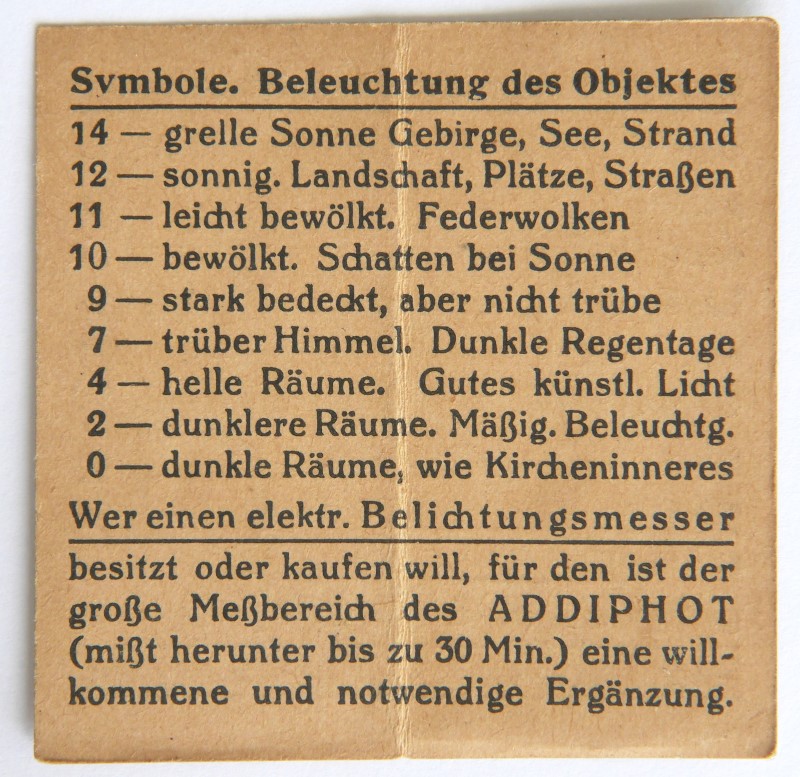 Symbole. Beleuchtung des Objektes
14 — grelle Sonne Gebirge, See, Strand
12 — sonnig. Landschaft, Plätze, Straßen
11 — leicht bewölkt. Federwolken
10 — bewölkt. Schatten bei Sonne
9 — stark bedeckt, aber nicht trübe
7 — trüber Himmel. Dunkle Regentage
4 — helle Räume. Gutes künstl. Licht
2 — dunklere Räume. Mäßig. Beleuchtg.
0 — dunkle Räume, wie Kircheninneres
Wer einen elektr. Belichtungsmesser
besitzt oder kaufen will, für den ist der
große Meßbereich des ADDIPHOT
(mißt herunter bis zu 30 Min.) eine will-
kommene und notwendige Ergänzung.